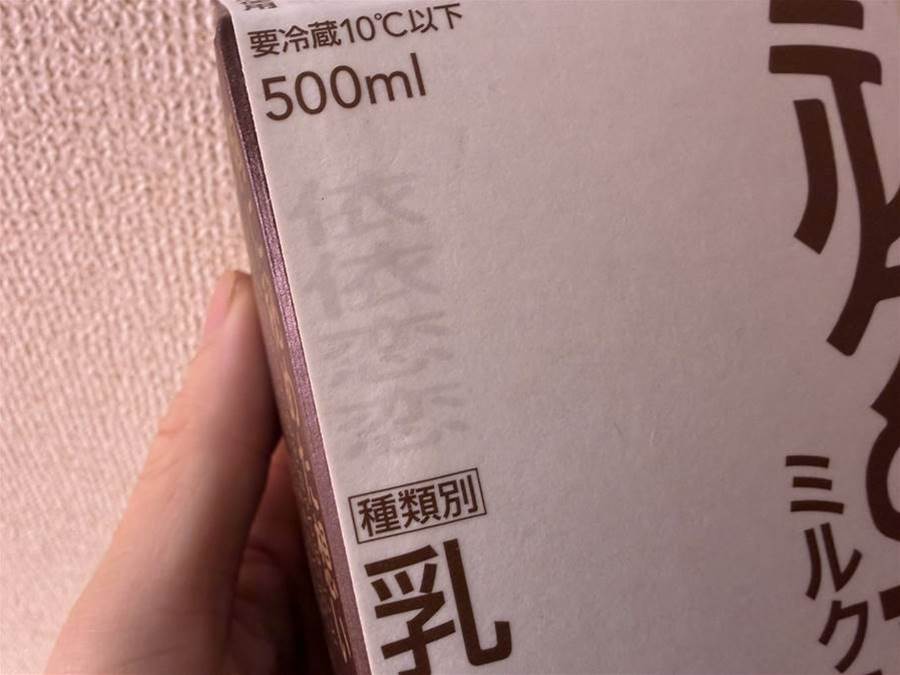 要冷蔵10℃以下
500ml
依依恋恋
種類別
乳
ミルク